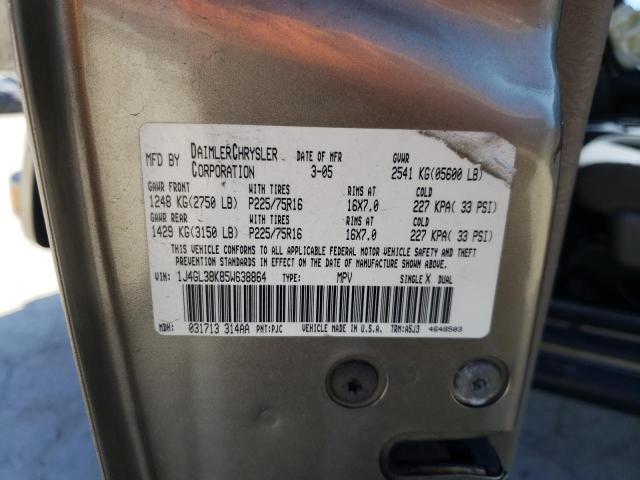 MFD BY DAIMLERCHRYSLER CORPORATION DATE OF MFR 3-05 GVWR 2541 KG(05600 LB)
GAWR FRONT WITH TIRES RIMS AT COLD
1248 KG(2750 LB) P225/75R16 16X7.0 227 KPA( 33 PSI)
GAWR REAR WITH TIRES RIMS AT COLD
1429 KG(3150 LB) P225/75R16 16X7.0 227 KPA( 33 PSI)
THIS VEHICLE CONFORMS TO ALL APPLICABLE FEDERAL MOTOR VEHICLE SAFETY AND THEFT
PREVENTION STANDARDS IN EFFECT ON THE DATE OF MANUFACTURE SHOWN ABOVE.
VIN: 1J4GL38K85W638864 TYPE: MPV SINGLE X DUAL
MDH: 031713 314AA PNT:PJC VEHICLE MADE IN U.S.A. TRM:A5J3 4648503